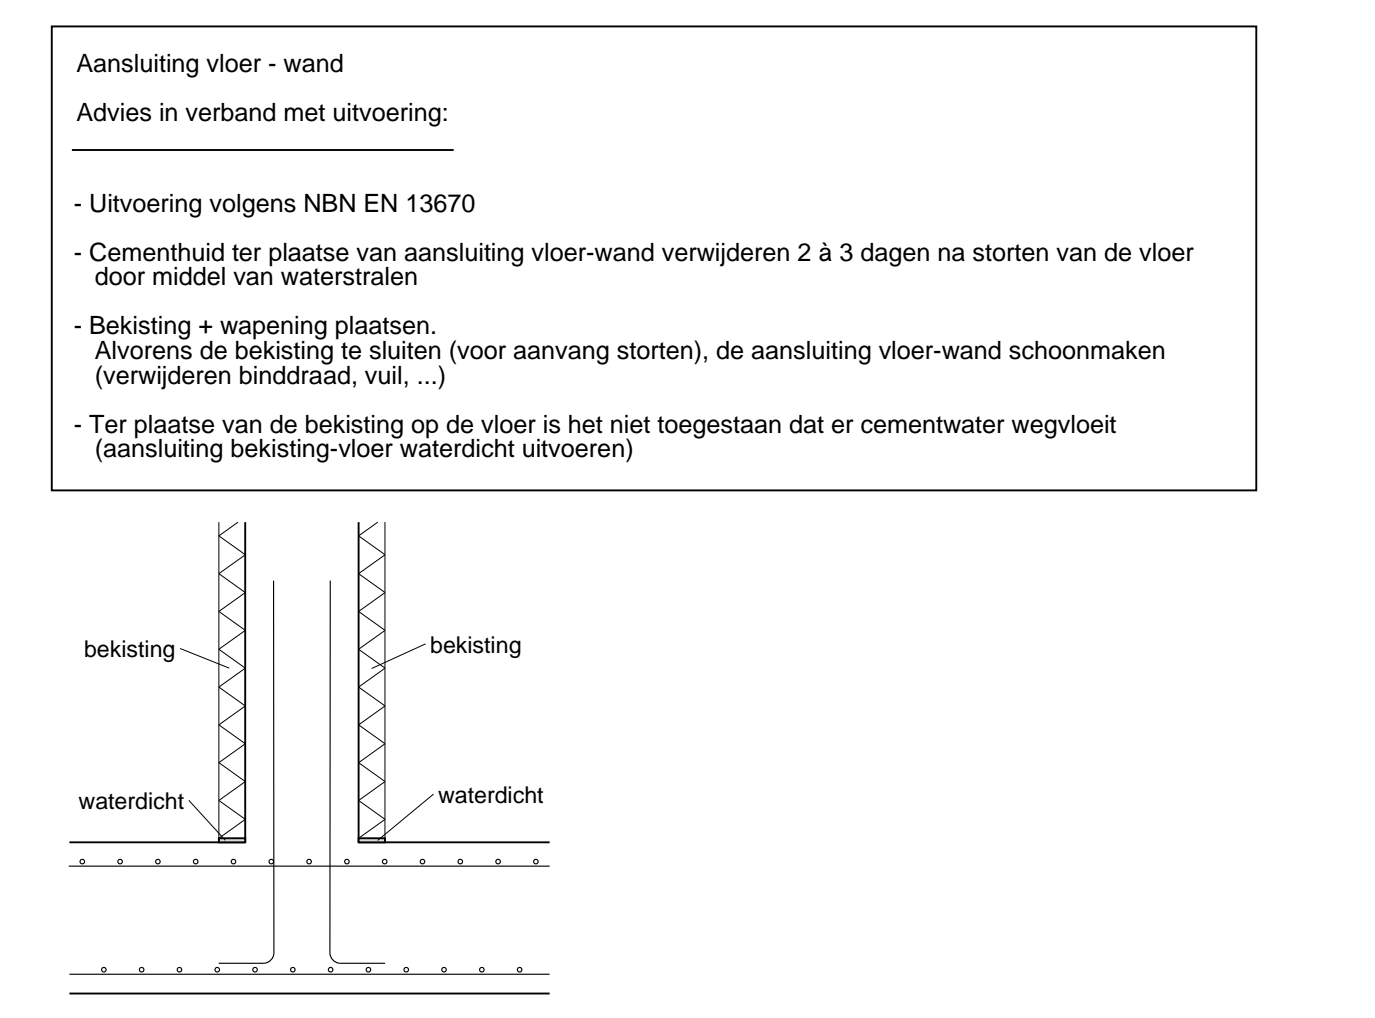 Aansluiting vloer - wand
Advies in verband met uitvoering:
- Uitvoering volgens NBN EN 13670
- Cementhuid ter plaatse van aansluiting vloer-wand verwijderen 2 à 3 dagen na storten van de vloer
door middel van waterstralen
- Bekisting + wapening plaatsen.
Alvorens de bekisting te sluiten (voor aanvang storten), de aansluiting vloer-wand schoonmaken
(verwijderen binddraad, vuil, ...)
- Ter plaatse van de bekisting op de vloer is het niet toegestaan dat er cementwater wegvloeit
(aansluiting bekisting-vloer waterdicht uitvoeren)
bekisting
bekisting
waterdicht
waterdicht